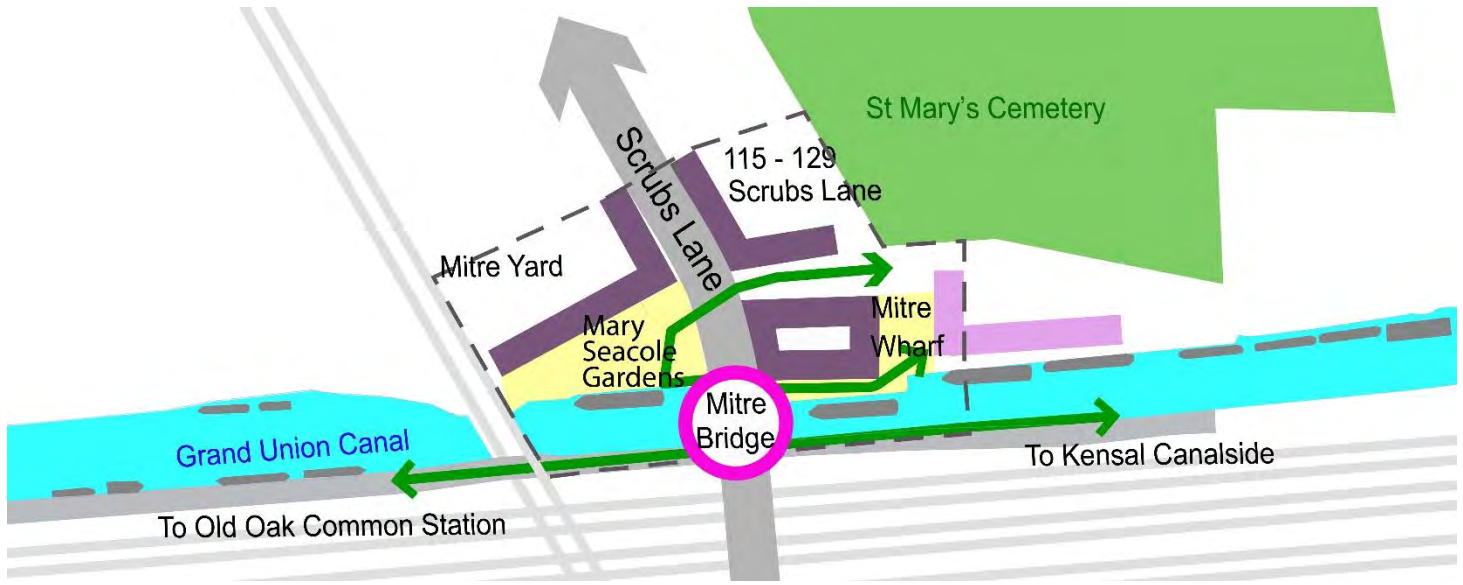 St Mary's Cemetery
115 - 129
Scrubs Lane
Scrubs Lane
Mitre Yard
Mary
Seacole
Gardens
Mitre
Wharf
Mitre
Bridge
Grand Union Canal
To Kensal Canalside
To Old Oak Common Station